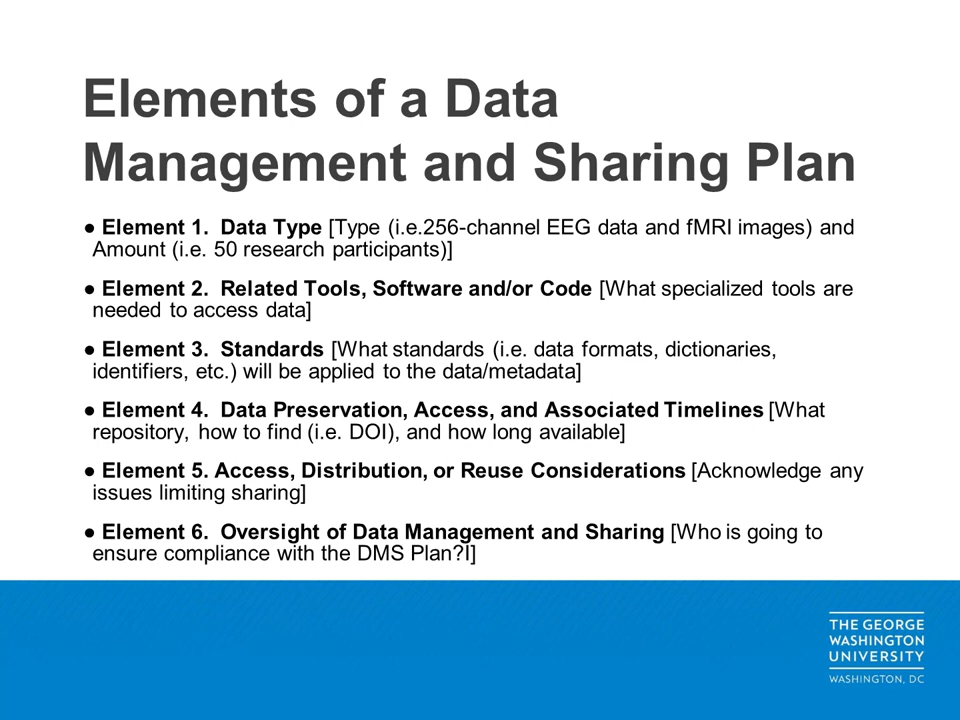 Elements of a Data
Management and Sharing Plan
● Element 1.  Data Type [Type (i.e.256-channel EEG data and fMRI images) and
Amount (i.e. 50 research participants)]
● Element 2.  Related Tools, Software and/or Code [What specialized tools are
needed to access data]
● Element 3.  Standards [What standards (i.e. data formats, dictionaries,
identifiers, etc.) will be applied to the data/metadata]
● Element 4.  Data Preservation, Access, and Associated Timelines [What
repository, how to find (i.e. DOI), and how long available]
● Element 5. Access, Distribution, or Reuse Considerations [Acknowledge any
issues limiting sharing]
● Element 6.  Oversight of Data Management and Sharing [Who is going to
ensure compliance with the DMS Plan?I]
THE GEORGE
WASHINGTON
UNIVERSITY
WASHINGTON, DC